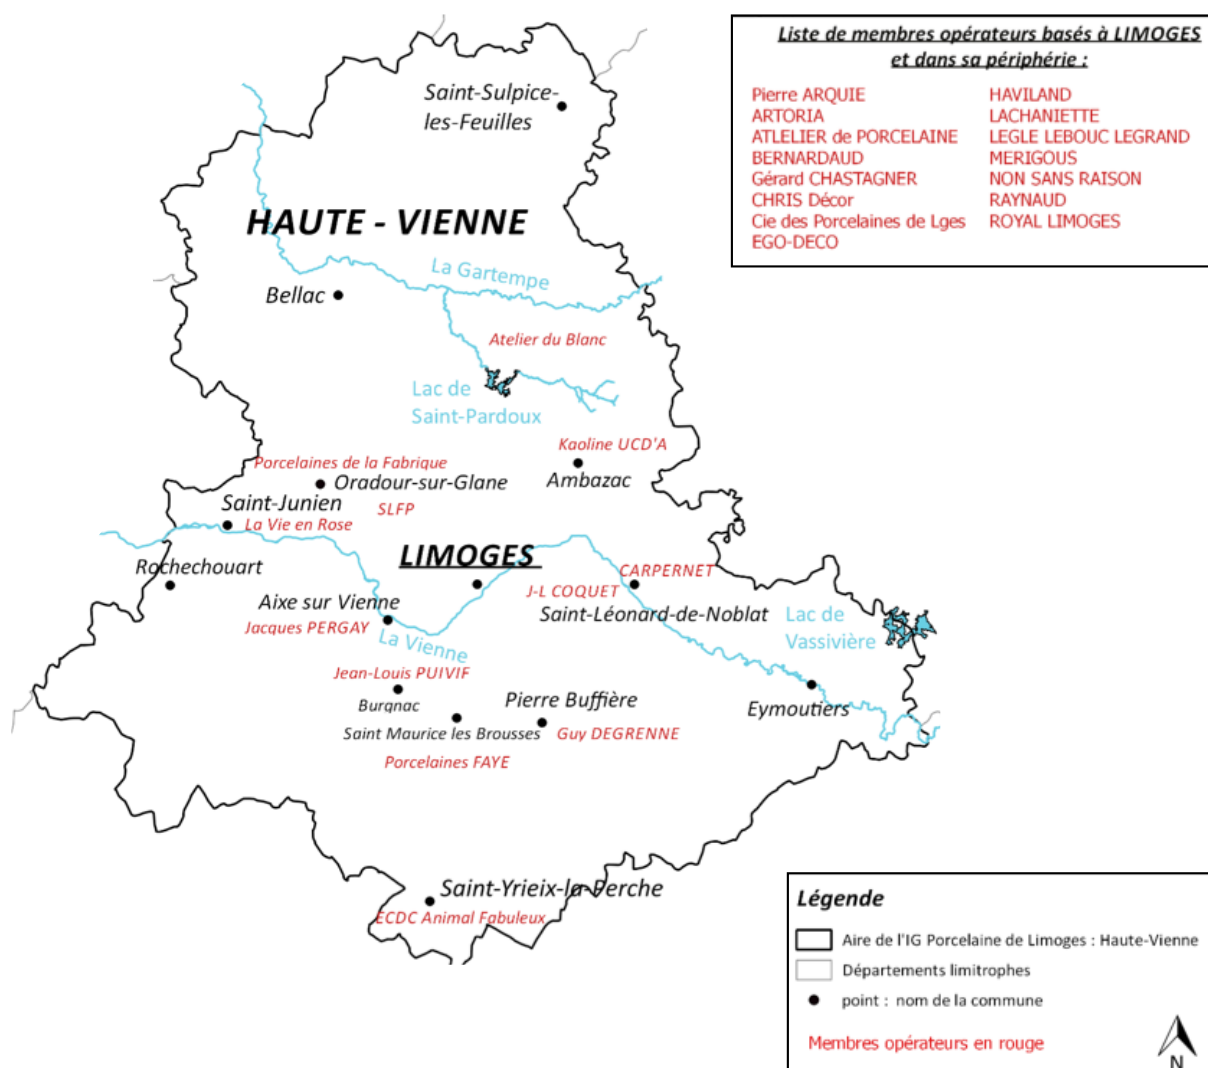 Liste de membres opérateurs basés à LIMOGES
et dans sa périphérie :
Pierre ARQUIE
ARTORIA
ATLELIER de PORCELAINE
BERNARDAUD
Gérard CHASTAGNER
CHRIS Décor
Cie des Porcelaines de Lges
EGO-DECO
HAVILAND
LACHANIETTE
LEGLE LEBOUC LEGRAND
MERIGOUS
NON SANS RAISON
RAYNAUD
ROYAL LIMOGES
Saint-Sulpice-
les-Feuilles
HAUTE - VIENNE
La Gartempe
Bellac
Atelier du Blanc
Lac de
Saint-Pardoux
Kaoline UCD'A
Ambazac
Porcelaines de la Fabrique
Oradour-sur-Glane
Saint-Junien
SLFP
La Vie en Rose
LIMOGES
Rochechouart
CARPERNET
J-L COQUET
Saint-Léonard-de-Noblat
Aixe sur Vienne
Jacques PERGAY
La Vienne
Lac de
Vassivière
Jean-Louis PUIVIF
Burgnac
Pierre Buffière
Eymoutiers
Saint Maurice les Brousses
Guy DEGRENNE
Porcelaines FAYE
Saint-Yrieix-la-Perche
ECDC Animal Fabuleux
Légende
Aire de l'IG Porcelaine de Limoges : Haute-Vienne
Départements limitrophes
point : nom de la commune
Membres opérateurs en rouge
N